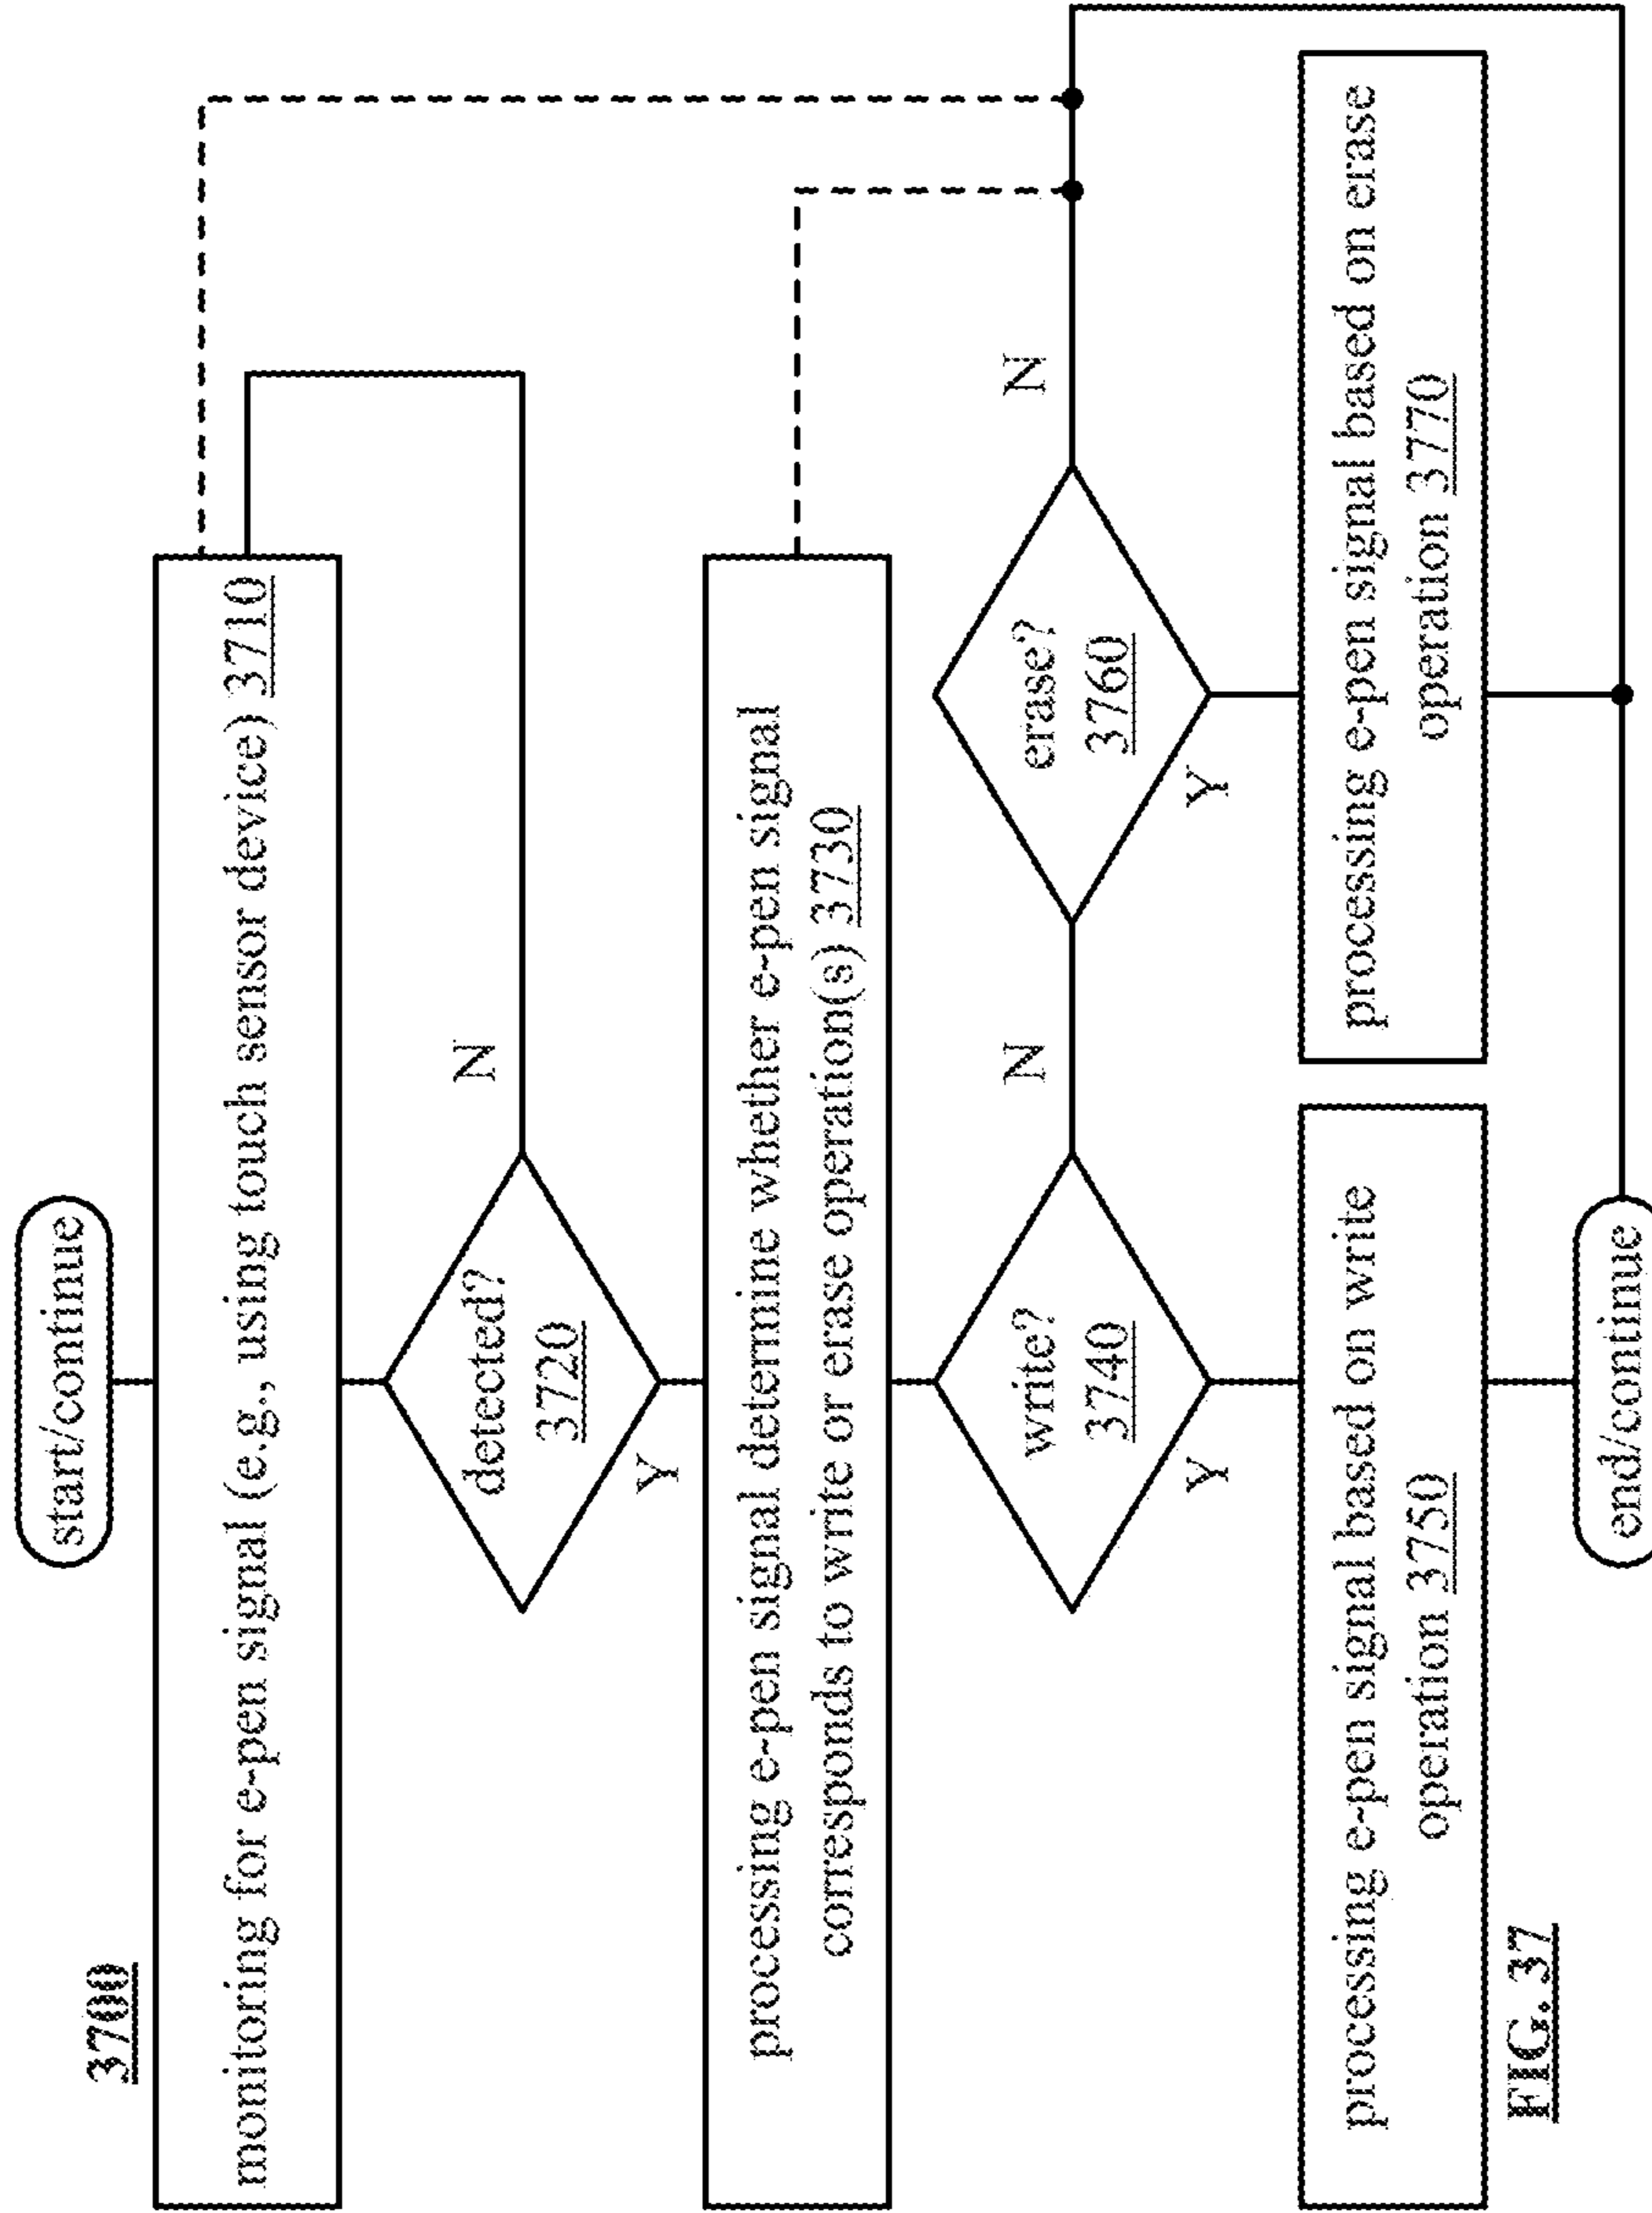 3700
start/continue
monitoring for e-pen signal (e.g., using touch sensor device) 3710
detected?
3720
N
Y
processing e-pen signal determine whether e-pen signal
corresponds to write or erase operation(s) 3730
write?
3740
N
Y
erase?
3760
N
Y
processing e-pen signal based on write
operation 3750
processing e-pen signal based on erase
operation 3770
end/continue
FIG. 37